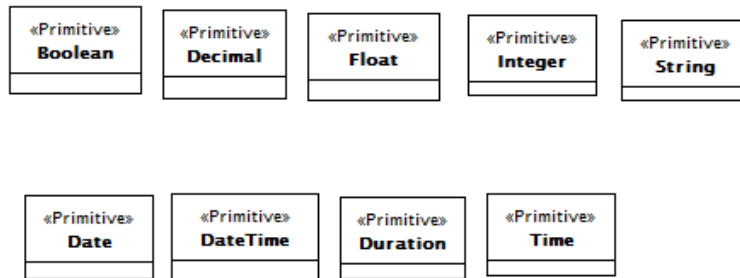 «Primitive»
Boolean
«Primitive»
Decimal
«Primitive»
Float
«Primitive»
Integer
«Primitive»
String
«Primitive»
Date
«Primitive»
DateTime
«Primitive»
Duration
«Primitive»
Time